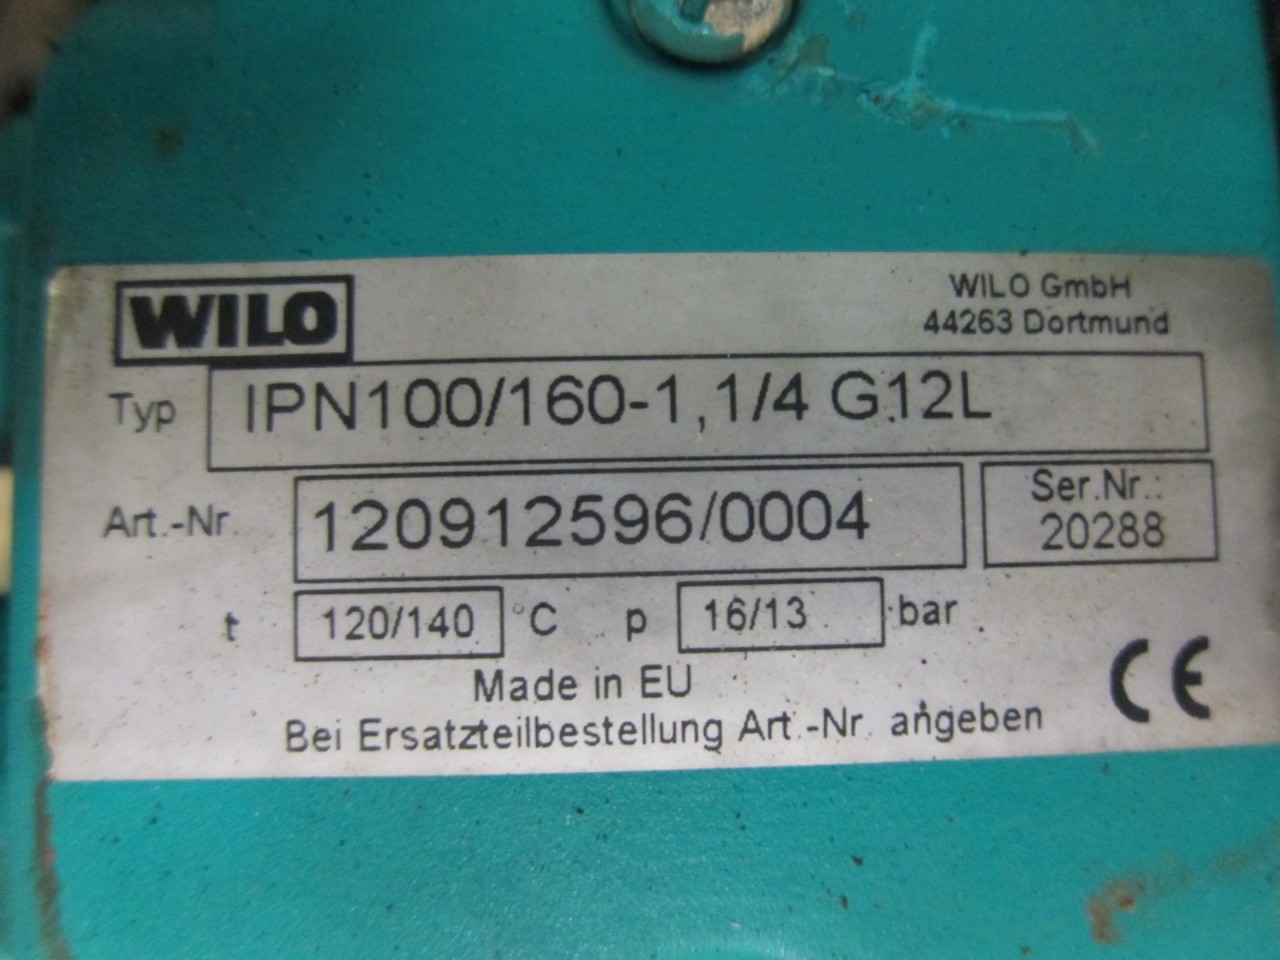 WILO
WILO GmbH
44263 Dortmund
Typ IPN100/160-1,1/4 G12L
Art.-Nr. 120912596/0004
Ser.Nr.:
20288
t 120/140 °C p 16/13 bar
Made in EU
CE
Bei Ersatzteilbestellung Art.-Nr. angeben